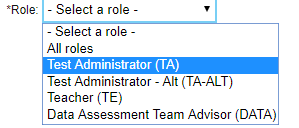 *Role: - Select a role -
- Select a role -
All roles
Test Administrator (TA)
Test Administrator - Alt (TA-ALT)
Teacher (TE)
Data Assessment Team Advisor (DATA)